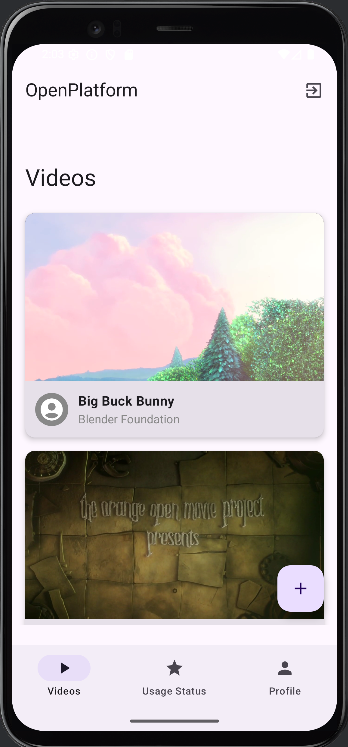 OpenPlatform
Videos
Big Buck Bunny
Blender Foundation
the orange open movie project
presents
Videos
Usage Status
Profile